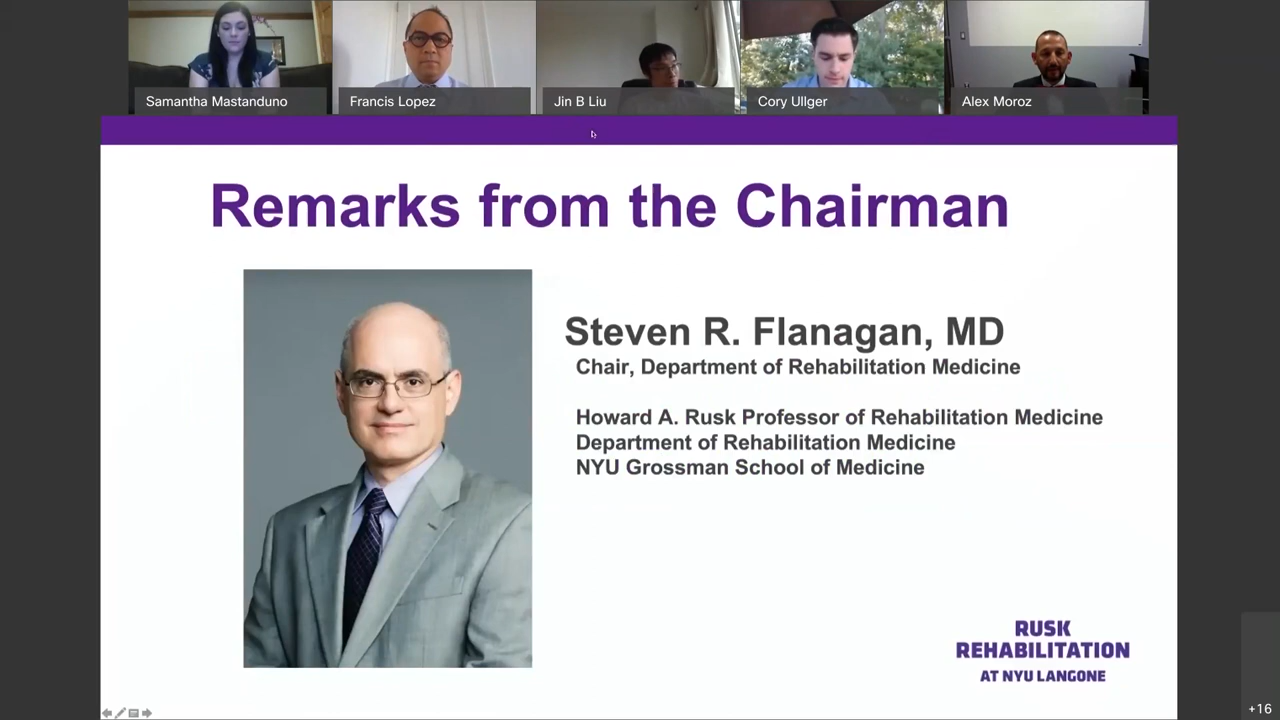 Samantha Mastanduno
Francis Lopez
Jin B Liu
Cory Ullger
Alex Moroz
Remarks from the Chairman
Steven R. Flanagan, MD
Chair, Department of Rehabilitation Medicine
Howard A. Rusk Professor of Rehabilitation Medicine
Department of Rehabilitation Medicine
NYU Grossman School of Medicine
RUSK
REHABILITATION
AT NYU LANGONE
+16